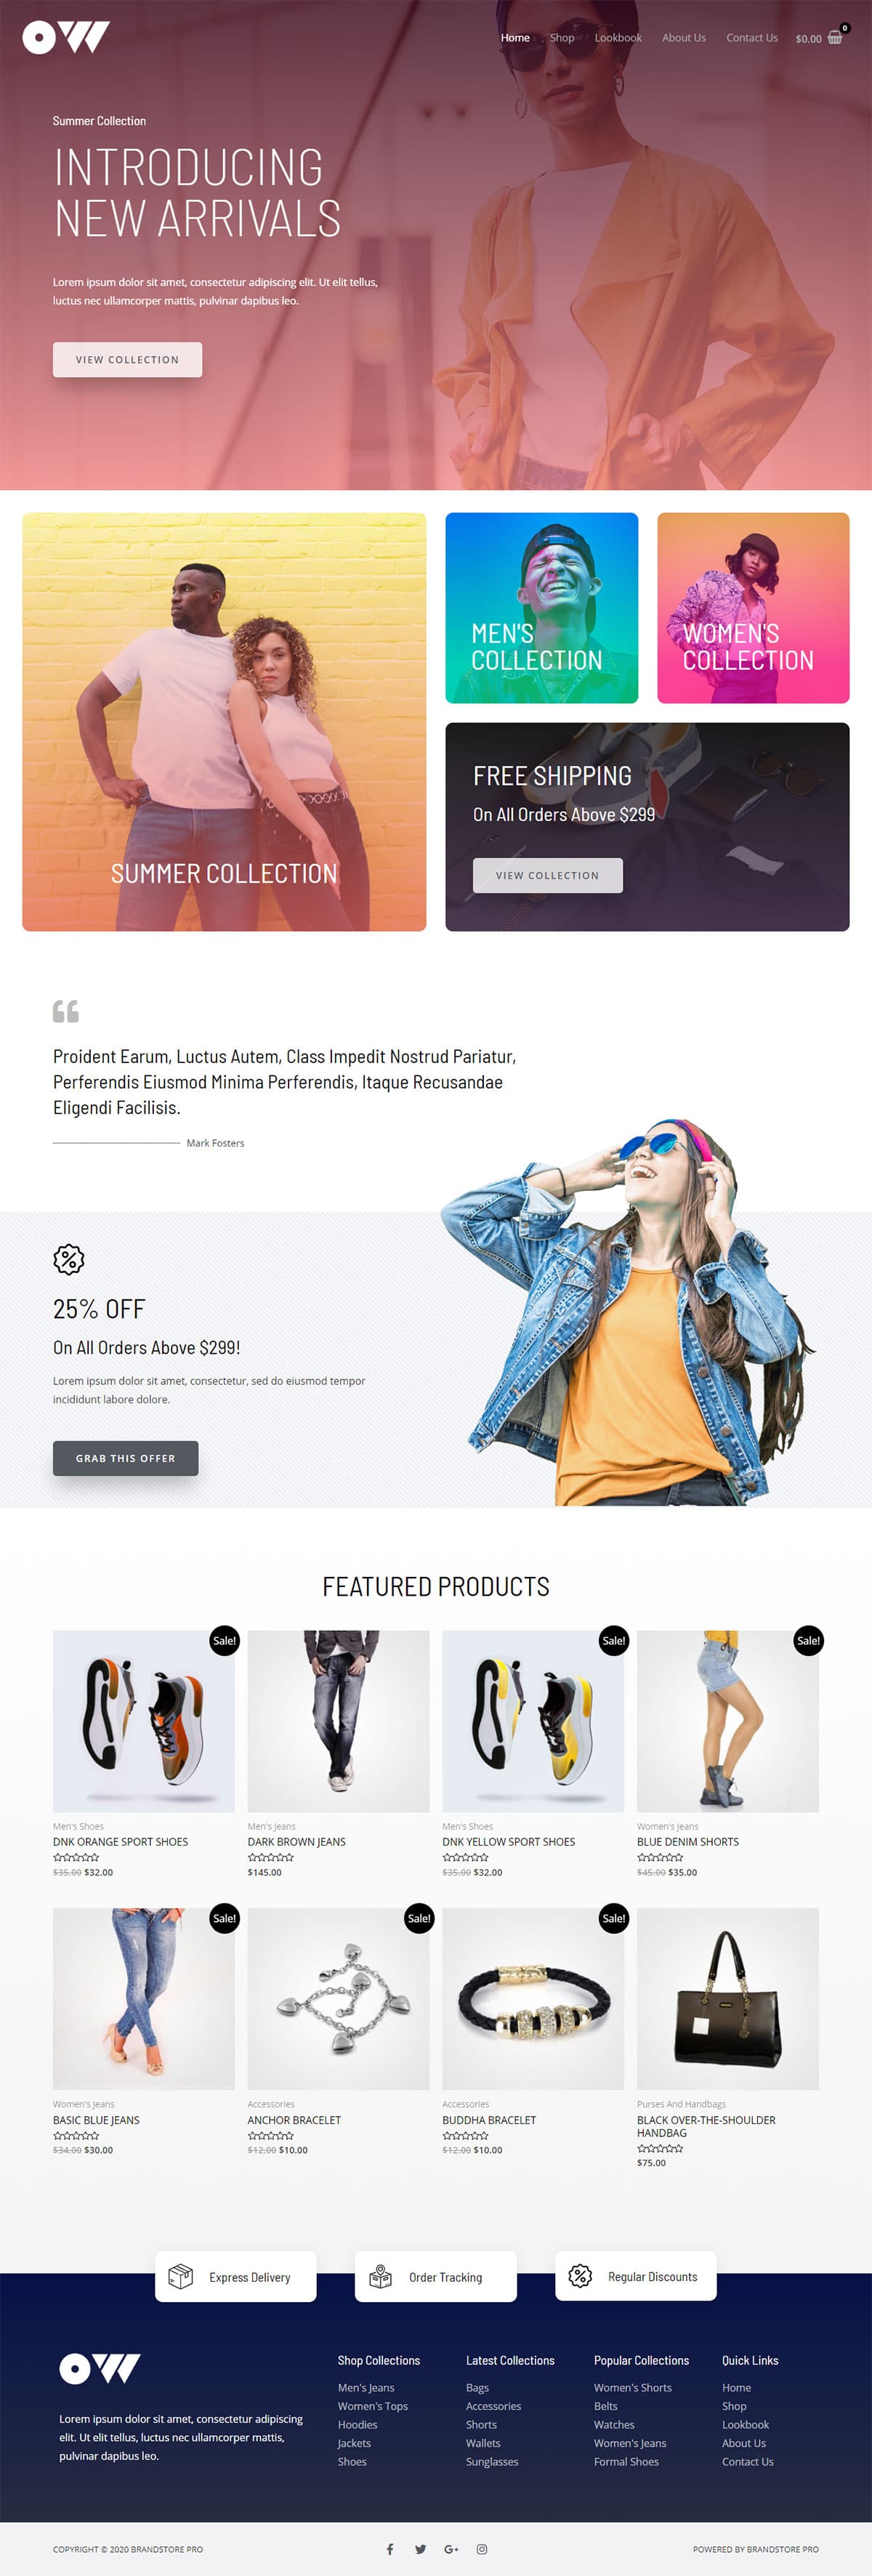 OW
Home Shop Lookbook About Us Contact Us $0.00 0
Summer Collection
INTRODUCING
NEW ARRIVALS
Lorem ipsum dolor sit amet, consectetur adipiscing elit. Ut elit tellus,
luctus nec ullamcorper mattis, pulvinar dapibus leo.
VIEW COLLECTION
SUMMER COLLECTION
MEN'S
COLLECTION
WOMEN'S
COLLECTION
FREE SHIPPING
On All Orders Above $299
VIEW COLLECTION
Proident Earum, Luctus Autem, Class Impedit Nostrud Pariatur,
Perferendis Eiusmod Minima Perferendis, Itaque Recusandae
Eligendi Facilisis.
Mark Fosters
25% OFF
On All Orders Above $299!
Lorem ipsum dolor sit amet, consectetur, sed do eiusmod tempor
incididunt labore dolore.
GRAB THIS OFFER
FEATURED PRODUCTS
Sale!
Men's Shoes
DNK ORANGE SPORT SHOES
$35.00 $32.00
Men's Jeans
DARK BROWN JEANS
$145.00
Sale!
Men's Shoes
DNK YELLOW SPORT SHOES
$35.00 $32.00
Sale!
Women's Jeans
BLUE DENIM SHORTS
$45.00 $35.00
Sale!
Women's Jeans
BASIC BLUE JEANS
$34.00 $30.00
Sale!
Accessories
ANCHOR BRACELET
$12.00 $10.00
Sale!
Accessories
BUDDHA BRACELET
$12.00 $10.00
Purses And Handbags
BLACK OVER-THE-SHOULDER
HANDBAG
$75.00
Express Delivery
Order Tracking
Regular Discounts
OW
Lorem ipsum dolor sit amet, consectetur adipiscing
elit. Ut elit tellus, luctus nec ullamcorper mattis,
pulvinar dapibus leo.
Shop Collections
Men's Jeans
Women's Tops
Hoodies
Jackets
Shoes
Latest Collections
Bags
Accessories
Shorts
Wallets
Sunglasses
Popular Collections
Women's Shorts
Belts
Watches
Women's Jeans
Formal Shoes
Quick Links
Home
Shop
Lookbook
About Us
Contact Us
COPYRIGHT © 2020 BRANDSTORE PRO
POWERED BY BRANDSTORE PRO